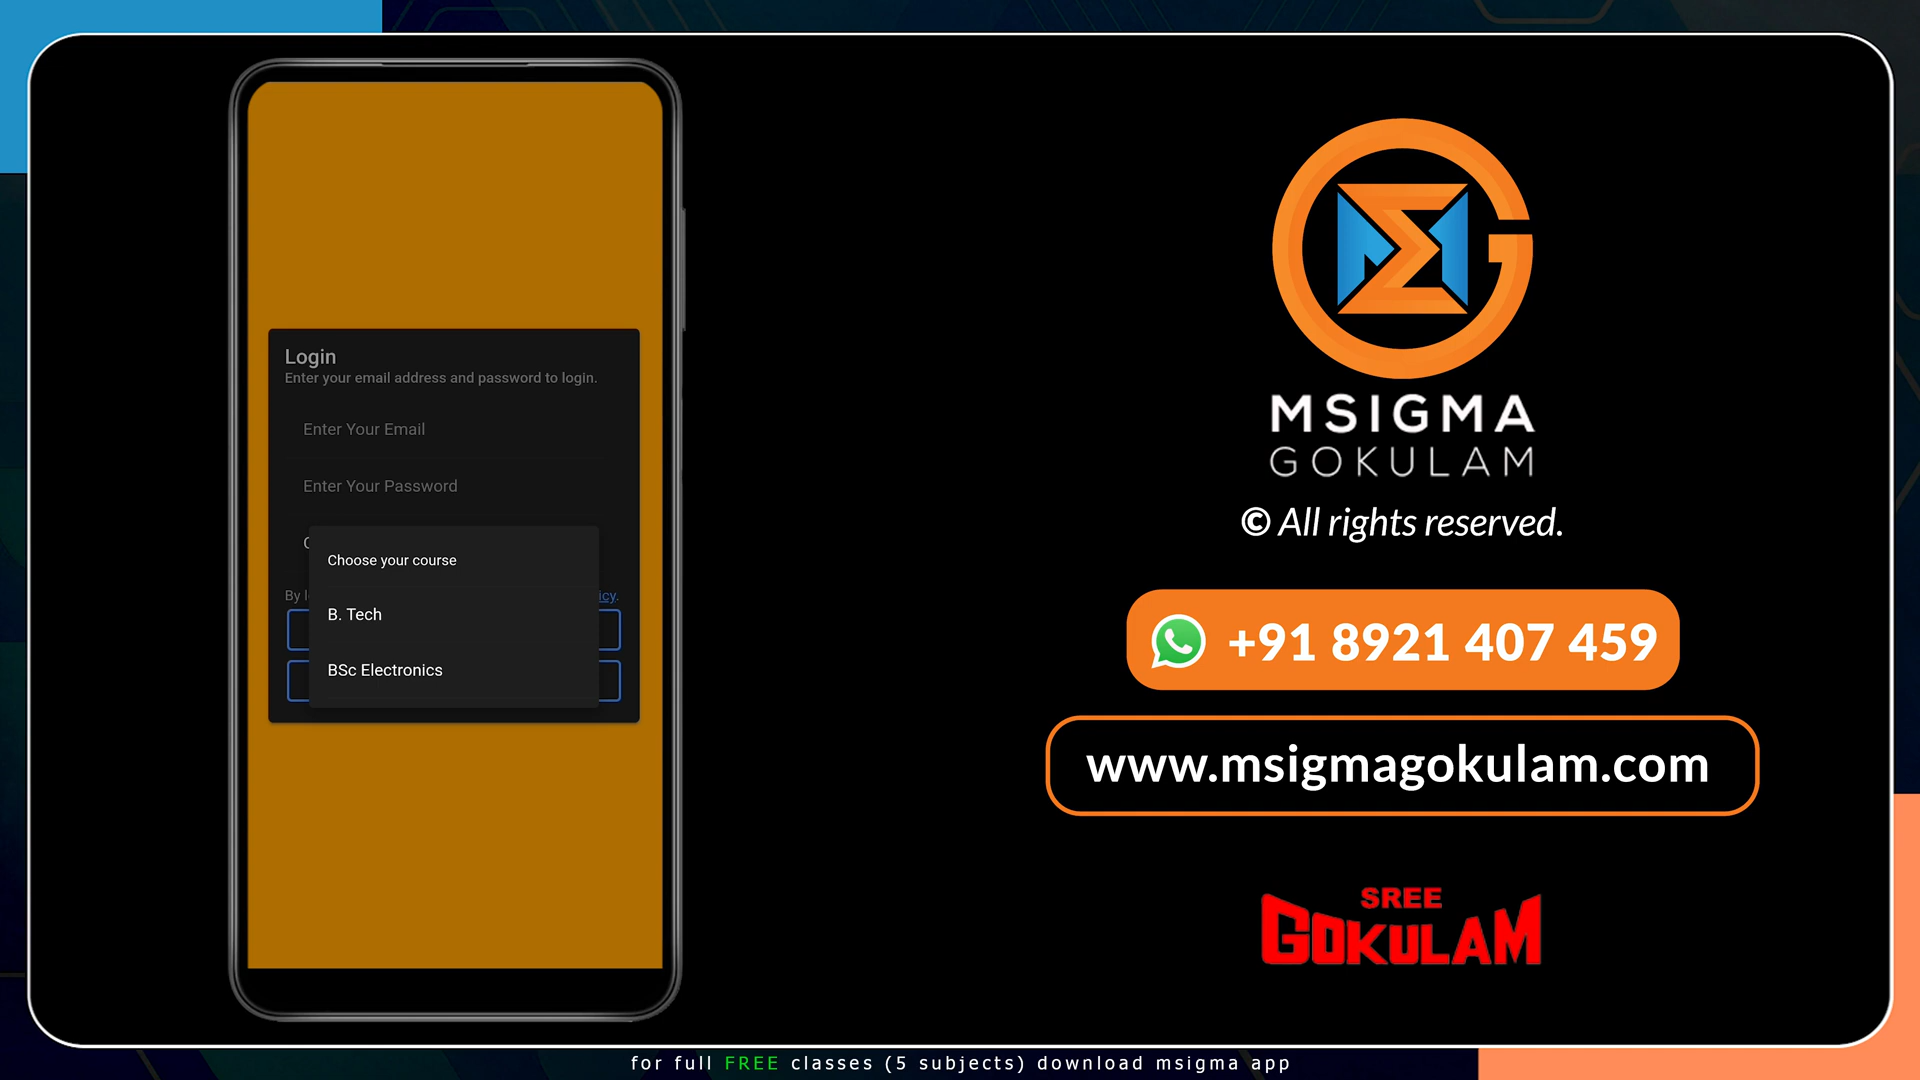 Login
Enter your email address and password to login.
Enter Your Email
Enter Your Password
Choose your course
By
icy.
B. Tech
BSc Electronics
MSIGMA
GOKULAM
© All rights reserved.
+91 8921 407 459
www.msigmagokulam.com
SREE
GOKULAM
for full FREE classes (5 subjects) download msigma app